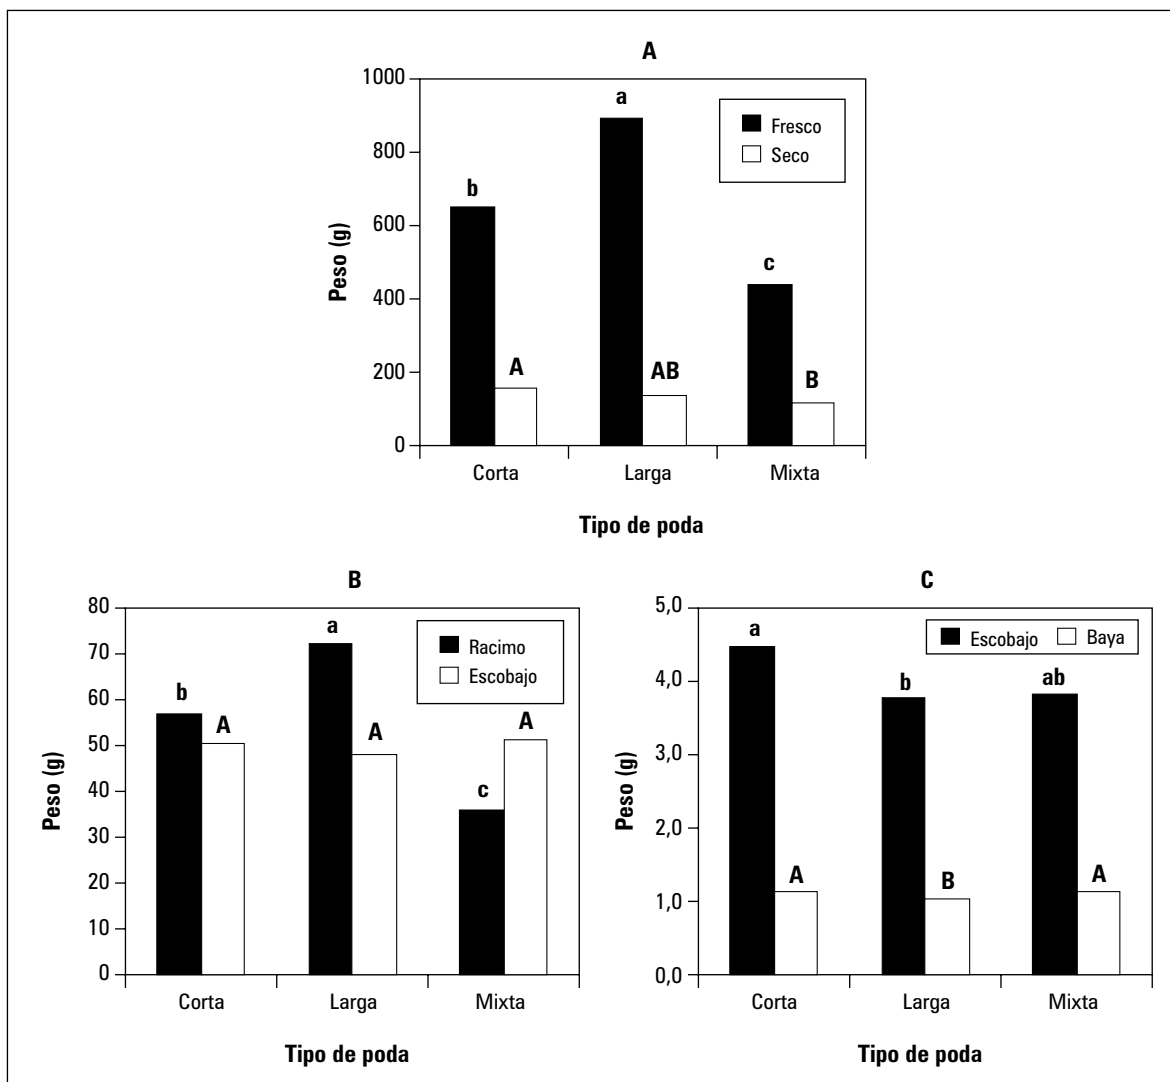 A
1000
800
600
400
200
0
Peso (g)
Fresco
Seco
b
A
a
AB
c
B
Corta Larga Mixta
Tipo de poda
B
80
70
60
50
40
30
20
10
0
Peso (g)
Racimo
Escobajo
b
A
a
A
c
A
Corta Larga Mixta
Tipo de poda
C
5,0
4,0
3,0
2,0
1,0
0,0
Peso (g)
Escobajo Baya
a
A
b
B
ab
A
Corta Larga Mixta
Tipo de poda